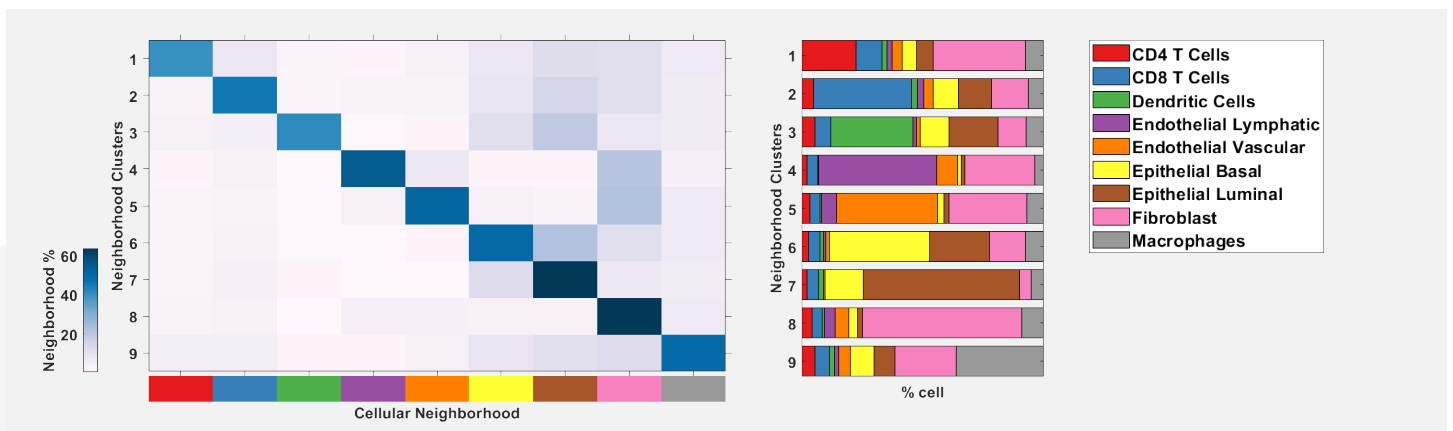 Neighborhood Clusters
1
2
3
4
5
6
7
8
9
Neighborhood %
60
40
20
Cellular Neighborhood
Neighborhood Clusters
1
2
3
4
5
6
7
8
9
% cell
CD4 T Cells
CD8 T Cells
Dendritic Cells
Endothelial Lymphatic
Endothelial Vascular
Epithelial Basal
Epithelial Luminal
Fibroblast
Macrophages